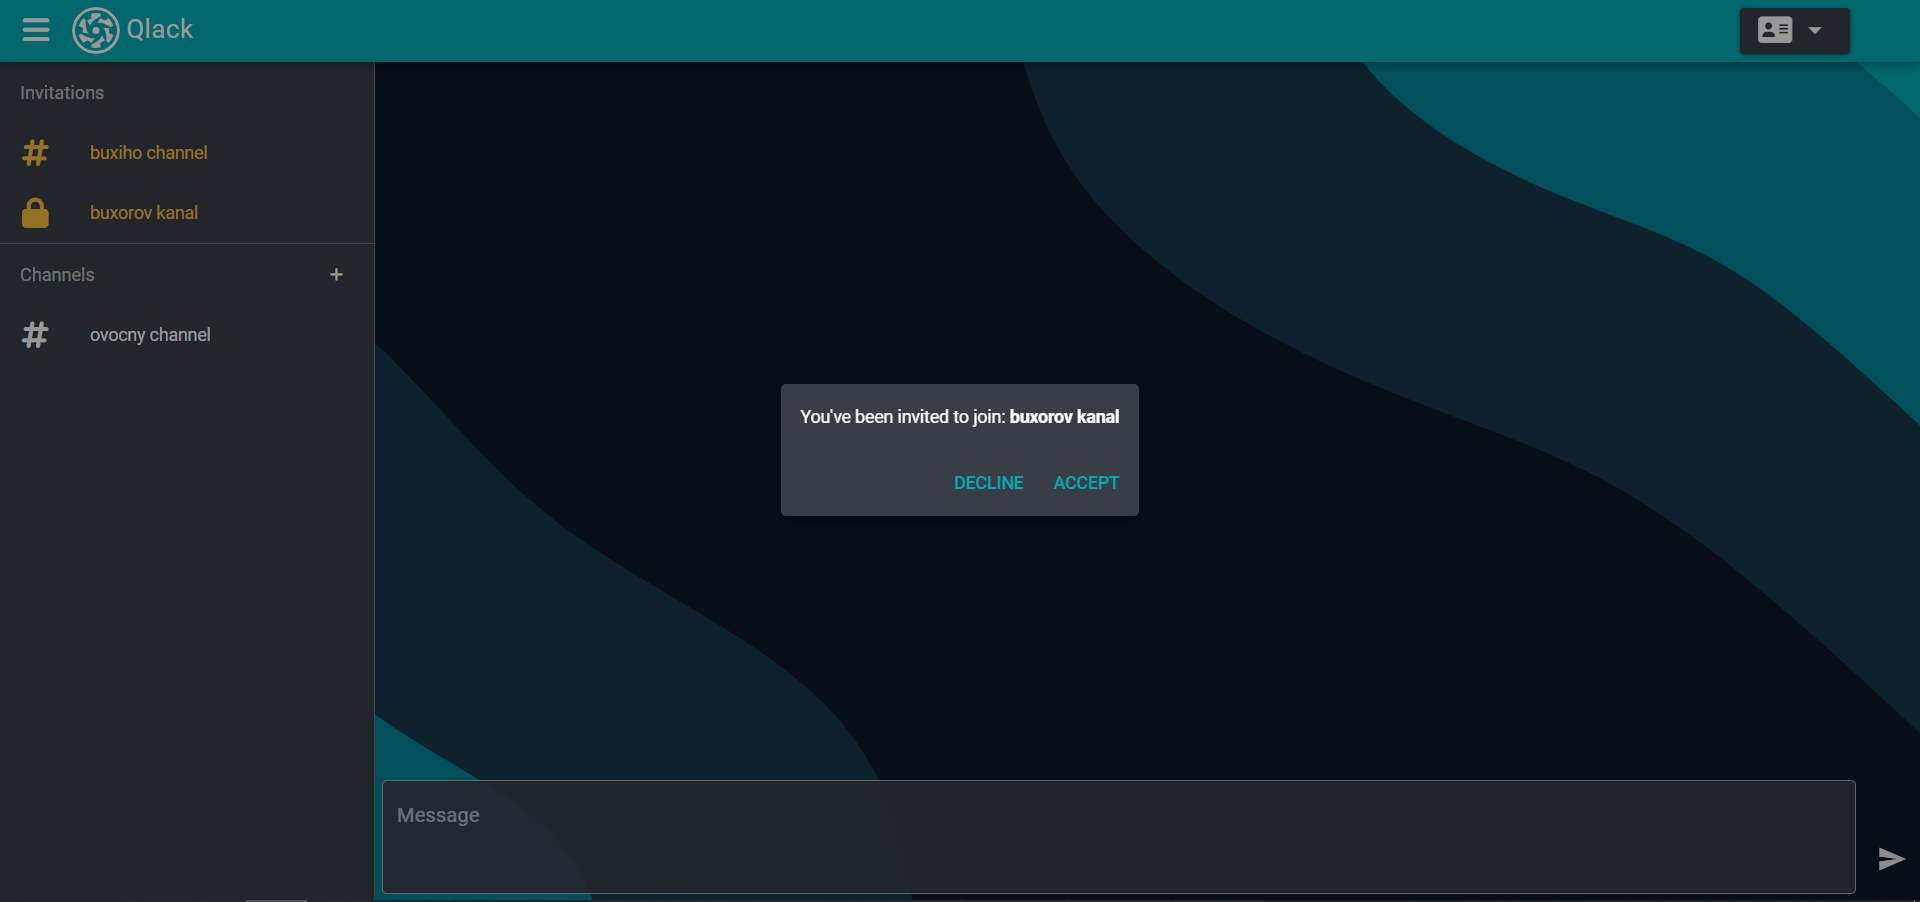 Qlack
Invitations
buxiho channel
buxorov kanal
Channels
ovocny channel
You've been invited to join: buxorov kanal
DECLINE ACCEPT
Message